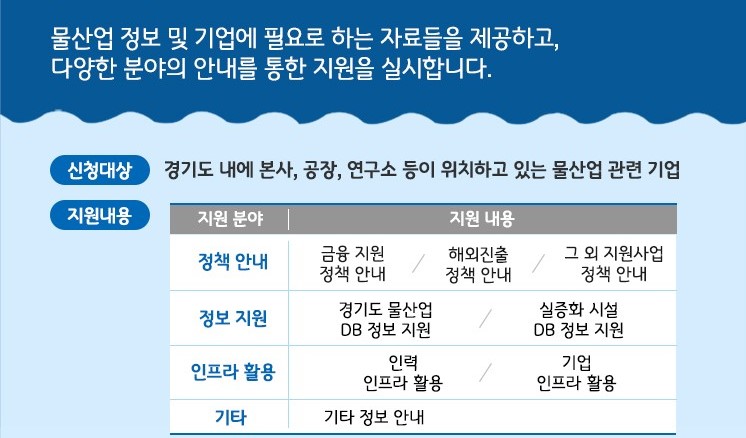 물산업 정보 및 기업에 필요로 하는 자료들을 제공하고,
다양한 분야의 안내를 통한 지원을 실시합니다.
신청대상 경기도 내에 본사, 공장, 연구소 등이 위치하고 있는 물산업 관련 기업
지원내용
지원 분야 지원 내용
정책 안내
금융 지원
정책 안내
/
해외진출
정책 안내
/
그 외 지원사업
정책 안내
정보 지원
경기도 물산업
DB 정보 지원
/
실증화 시설
DB 정보 지원
인프라 활용
인력
인프라 활용
/
기업
인프라 활용
기타 기타 정보 안내